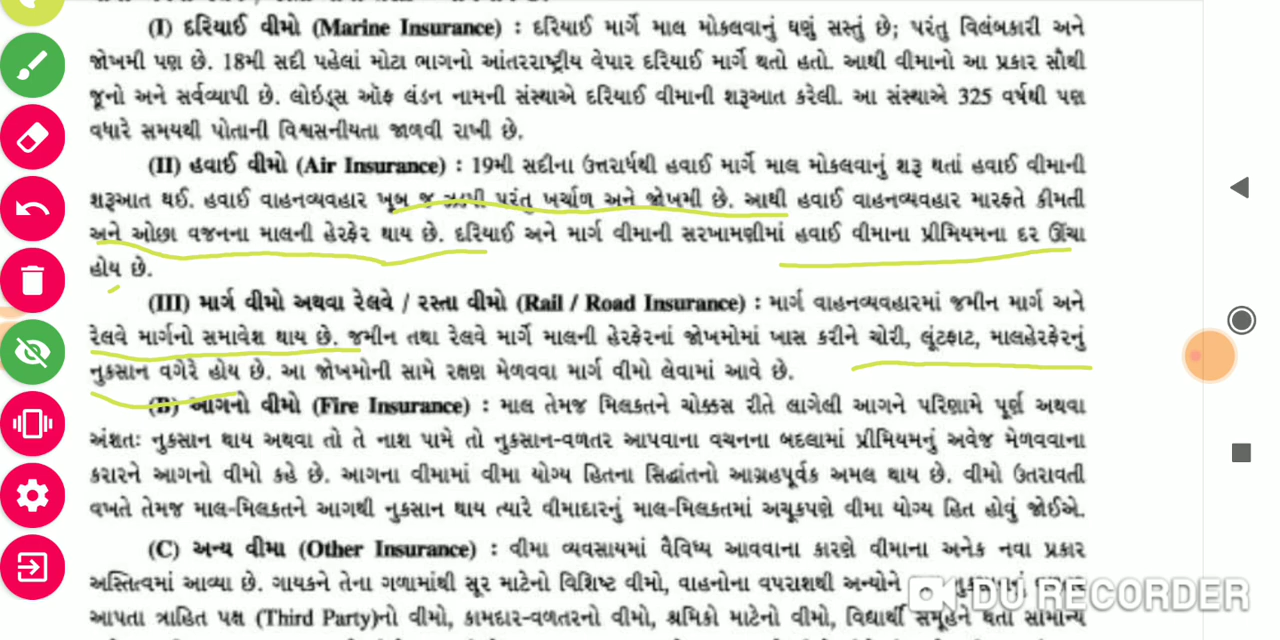 (I) દરિયાઈ વીમો (Marine Insurance) : દરિયાઈ માર્ગે માલ મોકલવાનું ઘણું સસ્તું છે; પરંતુ વિલંબકારી અને
જોખમી પણ છે. 18મી સદી પહેલાં મોટા ભાગનો આંતરરાષ્ટ્રીય વેપાર દરિયાઈ માર્ગે થતો હતો. આથી વીમાનો આ પ્રકાર સૌથી
જૂનો અને સર્વવ્યાપી છે. લોઇડ્સ ઑફ લંડન નામની સંસ્થાએ દરિયાઈ વીમાની શરૂઆત કરેલી. આ સંસ્થાએ 325 વર્ષથી પણ
વધારે સમયથી પોતાની વિશ્વસનીયતા જાળવી રાખી છે.
(II) હવાઈ વીમો (Air Insurance) : 19મી સદીના ઉત્તરાર્ધથી હવાઈ માર્ગે માલ મોકલવાનું શરૂ થતાં હવાઈ વીમાની
શરૂઆત થઈ. હવાઈ વાહનવ્યવહાર ખૂબ જ ઝડપી પરંતુ ખર્ચાળ અને જોખમી છે. આથી હવાઈ વાહનવ્યવહાર મારફતે કીમતી
અને ઓછા વજનના માલની હેરફેર થાય છે. દરિયાઈ અને માર્ગ વીમાની સરખામણીમાં હવાઈ વીમાના પ્રીમિયમના દર ઊંચા
હોય છે.
(III) માર્ગ વીમો અથવા રેલવે / રસ્તા વીમો (Rail / Road Insurance) : માર્ગ વાહનવ્યવહારમાં જમીન માર્ગ અને
રેલવે માર્ગનો સમાવેશ થાય છે. જમીન તથા રેલવે માર્ગે માલની હેરફેરનાં જોખમોમાં ખાસ કરીને ચોરી, લૂંટફાટ, માલહેરફેરનું
નુકસાન વગેરે હોય છે. આ જોખમોની સામે રક્ષણ મેળવવા માર્ગ વીમો લેવામાં આવે છે.
(B) આગનો વીમો (Fire Insurance) : માલ તેમજ મિલકતને ચોક્કસ રીતે લાગેલી આગને પરિણામે પૂર્ણ અથવા
અંશતઃ નુકસાન થાય અથવા તો તે નાશ પામે તો નુકસાન-વળતર આપવાના વચનના બદલામાં પ્રીમિયમનું અવેજ મેળવવાના
કરારને આગનો વીમો કહે છે. આગના વીમામાં વીમા યોગ્ય હિતના સિદ્ધાંતનો આગ્રહપૂર્વક અમલ થાય છે. વીમો ઉતરાવતી
વખતે તેમજ માલ-મિલકતને આગથી નુકસાન થાય ત્યારે વીમાદારનું માલ-મિલકતમાં અચૂકપણે વીમા યોગ્ય હિત હોવું જોઈએ.
(C) અન્ય વીમા (Other Insurance) : વીમા વ્યવસાયમાં વૈવિધ્ય આવવાના કારણે વીમાના અનેક નવા પ્રકાર
અસ્તિત્વમાં આવ્યા છે. ગાયકને તેના ગળામાંથી સૂર માટેનો વિશિષ્ટ વીમો, વાહનોના વપરાશથી અન્યોને
આપતા ત્રાહિત પક્ષ (Third Party)નો વીમો, કામદાર-વળતરનો વીમો, શ્રમિકો માટેનો વીમો, વિદ્યાર્થી સમૂહને થતા સામાન્ય
DU RECORDER